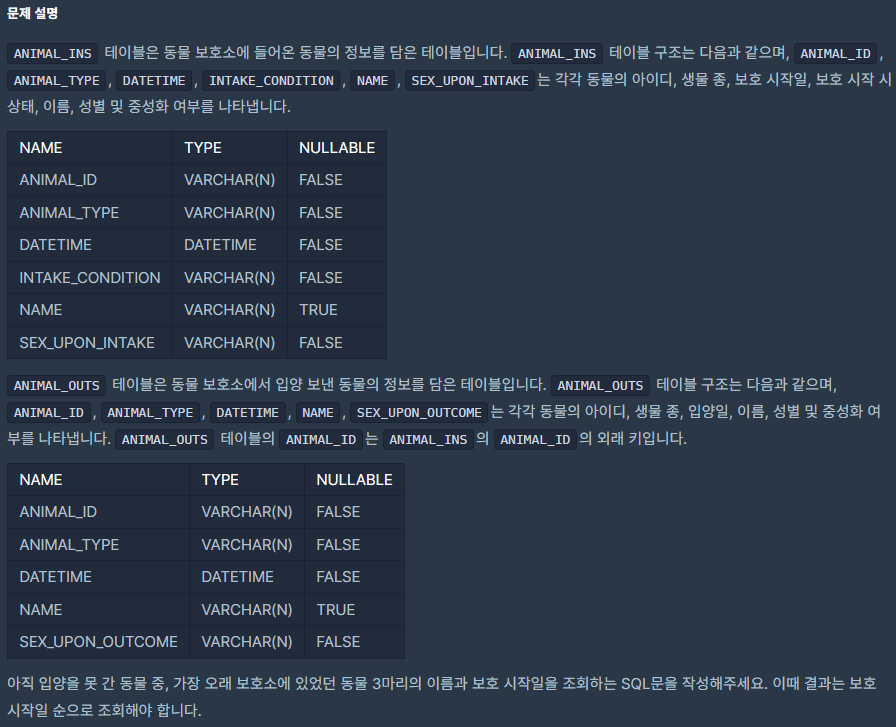 문제 설명
ANIMAL_INS 테이블은 동물 보호소에 들어온 동물의 정보를 담은 테이블입니다. ANIMAL_INS 테이블 구조는 다음과 같으며, ANIMAL_ID ,
ANIMAL_TYPE , DATETIME , INTAKE_CONDITION , NAME , SEX_UPON_INTAKE 는 각각 동물의 아이디, 생물 종, 보호 시작일, 보호 시작 시
상태, 이름, 성별 및 중성화 여부를 나타냅니다.
NAME TYPE NULLABLE
ANIMAL_ID VARCHAR(N) FALSE
ANIMAL_TYPE VARCHAR(N) FALSE
DATETIME DATETIME FALSE
INTAKE_CONDITION VARCHAR(N) FALSE
NAME VARCHAR(N) TRUE
SEX_UPON_INTAKE VARCHAR(N) FALSE
ANIMAL_OUTS 테이블은 동물 보호소에서 입양 보낸 동물의 정보를 담은 테이블입니다. ANIMAL_OUTS 테이블 구조는 다음과 같으며,
ANIMAL_ID , ANIMAL_TYPE , DATETIME , NAME , SEX_UPON_OUTCOME 는 각각 동물의 아이디, 생물 종, 입양일, 이름, 성별 및 중성화 여
부를 나타냅니다. ANIMAL_OUTS 테이블의 ANIMAL_ID 는 ANIMAL_INS 의 ANIMAL_ID 의 외래 키입니다.
NAME TYPE NULLABLE
ANIMAL_ID VARCHAR(N) FALSE
ANIMAL_TYPE VARCHAR(N) FALSE
DATETIME DATETIME FALSE
NAME VARCHAR(N) TRUE
SEX_UPON_OUTCOME VARCHAR(N) FALSE
아직 입양을 못 간 동물 중, 가장 오래 보호소에 있었던 동물 3마리의 이름과 보호 시작일을 조회하는 SQL문을 작성해주세요. 이때 결과는 보호
시작일 순으로 조회해야 합니다.